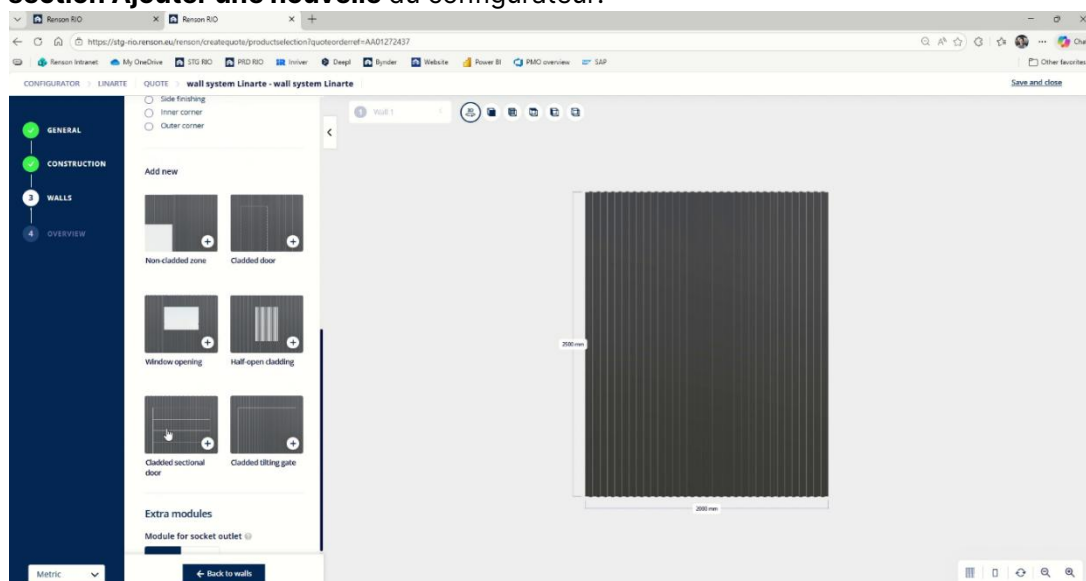 section Ajouter une nouvelle du configurateur.
Renson RIO
Renson RIO
https://stg-rio.renson.eu/renson/createquote/productselection?quoteorderref=AA01272437
Renson Intranet My OneDrive STG RIO PRD RIO Inriver Deepl Bynder Website Power BI PMO overview SAP Other favorites
CONFIGURATOR LINARTE QUOTE wall system Linarte - wall system Linarte Save and close
GENERAL
CONSTRUCTION
3 WALLS
4 OVERVIEW
Side finishing
Inner corner
Outer corner
1 Wall 1
3D
Add new
Non-cladded zone
Cladded door
Window opening
Half-open cladding
Cladded sectional door
Cladded tilting gate
Extra modules
Module for socket outlet
Metric
← Back to walls
2500 mm
2000 mm